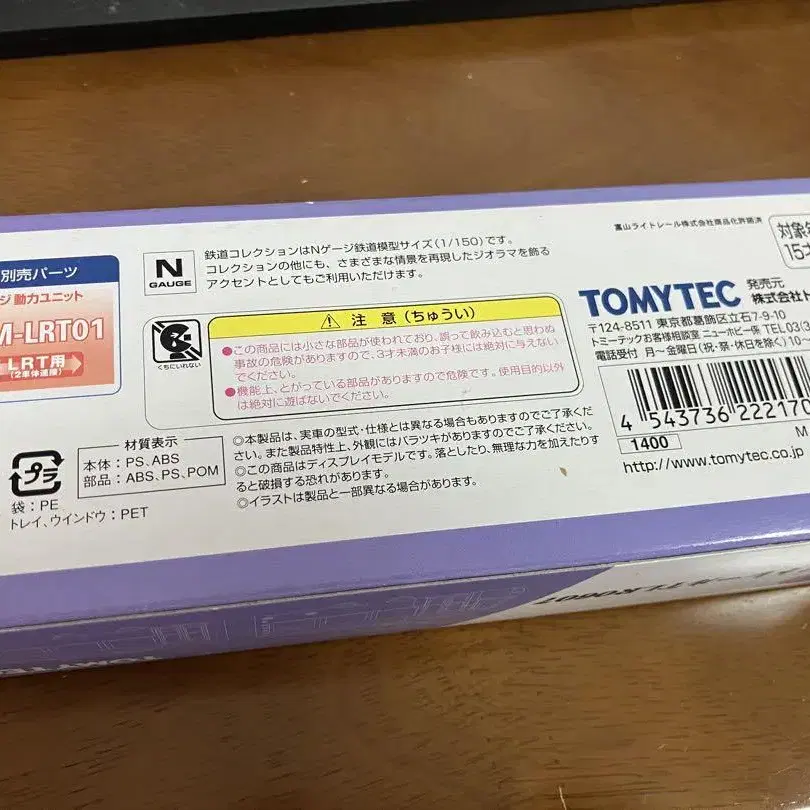 別売パーツ
ジ動力ユニット
M-LRT01
LRT用
(2車体連接)
N
GAUGE
鉄道コレクションはNゲージ鉄道模型サイズ(1/150)です。
コレクションの他にも、さまざまな情景を再現したジオラマを飾る
アクセントとしてもご利用いただけます。
くちにいれない
⚠ 注意(ちゅうい)
●この商品には小さな部品が使われており、誤って飲み込むと思わぬ
事故の危険がありますので、3才未満のお子様には絶対に与えない
でください。
●機能上、とがっている部品がありますので危険です。使用目的以外
は絶対に遊ばないでください。
プラ
袋:PE
トレイ、ウインドウ:PET
材質表示
本体:PS、ABS
部品:ABS、PS、POM
◎本製品は、実車の型式・仕様とは異なる場合もありますのでご了承くだ
さい。また製品特性上、外観にはバラツキがありますのでご了承ください。
◎この商品はディスプレイモデルです。落としたり、無理な力を加えたりす
ると破損する恐れがあります。
◎イラストは製品と一部異なる場合があります。
富山ライトレール株式会社商品化許諾済
対象年
15才
TOMYTEC
発売元
株式会社ト
〒124-8511 東京都葛飾区立石7-9-10
トミーテックお客様相談室 ニューホビー係 TEL03(3
電話受付 月~金曜日(祝・祭・休日を除く)10~
4 543736 222170
1400
M
http://www.tomytec.co.jp
TOMYTE